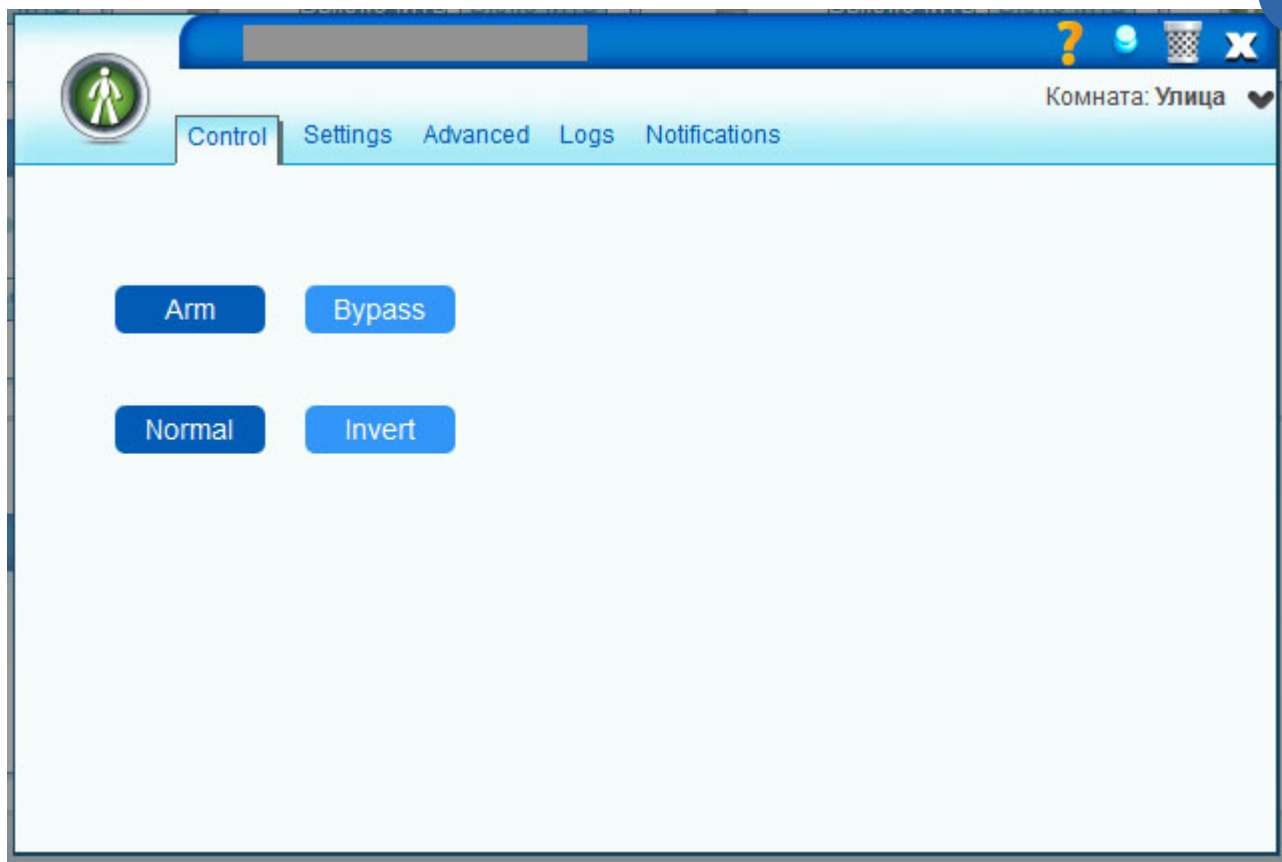 Комната: Улица
Control Settings Advanced Logs Notifications
Arm Bypass
Normal Invert